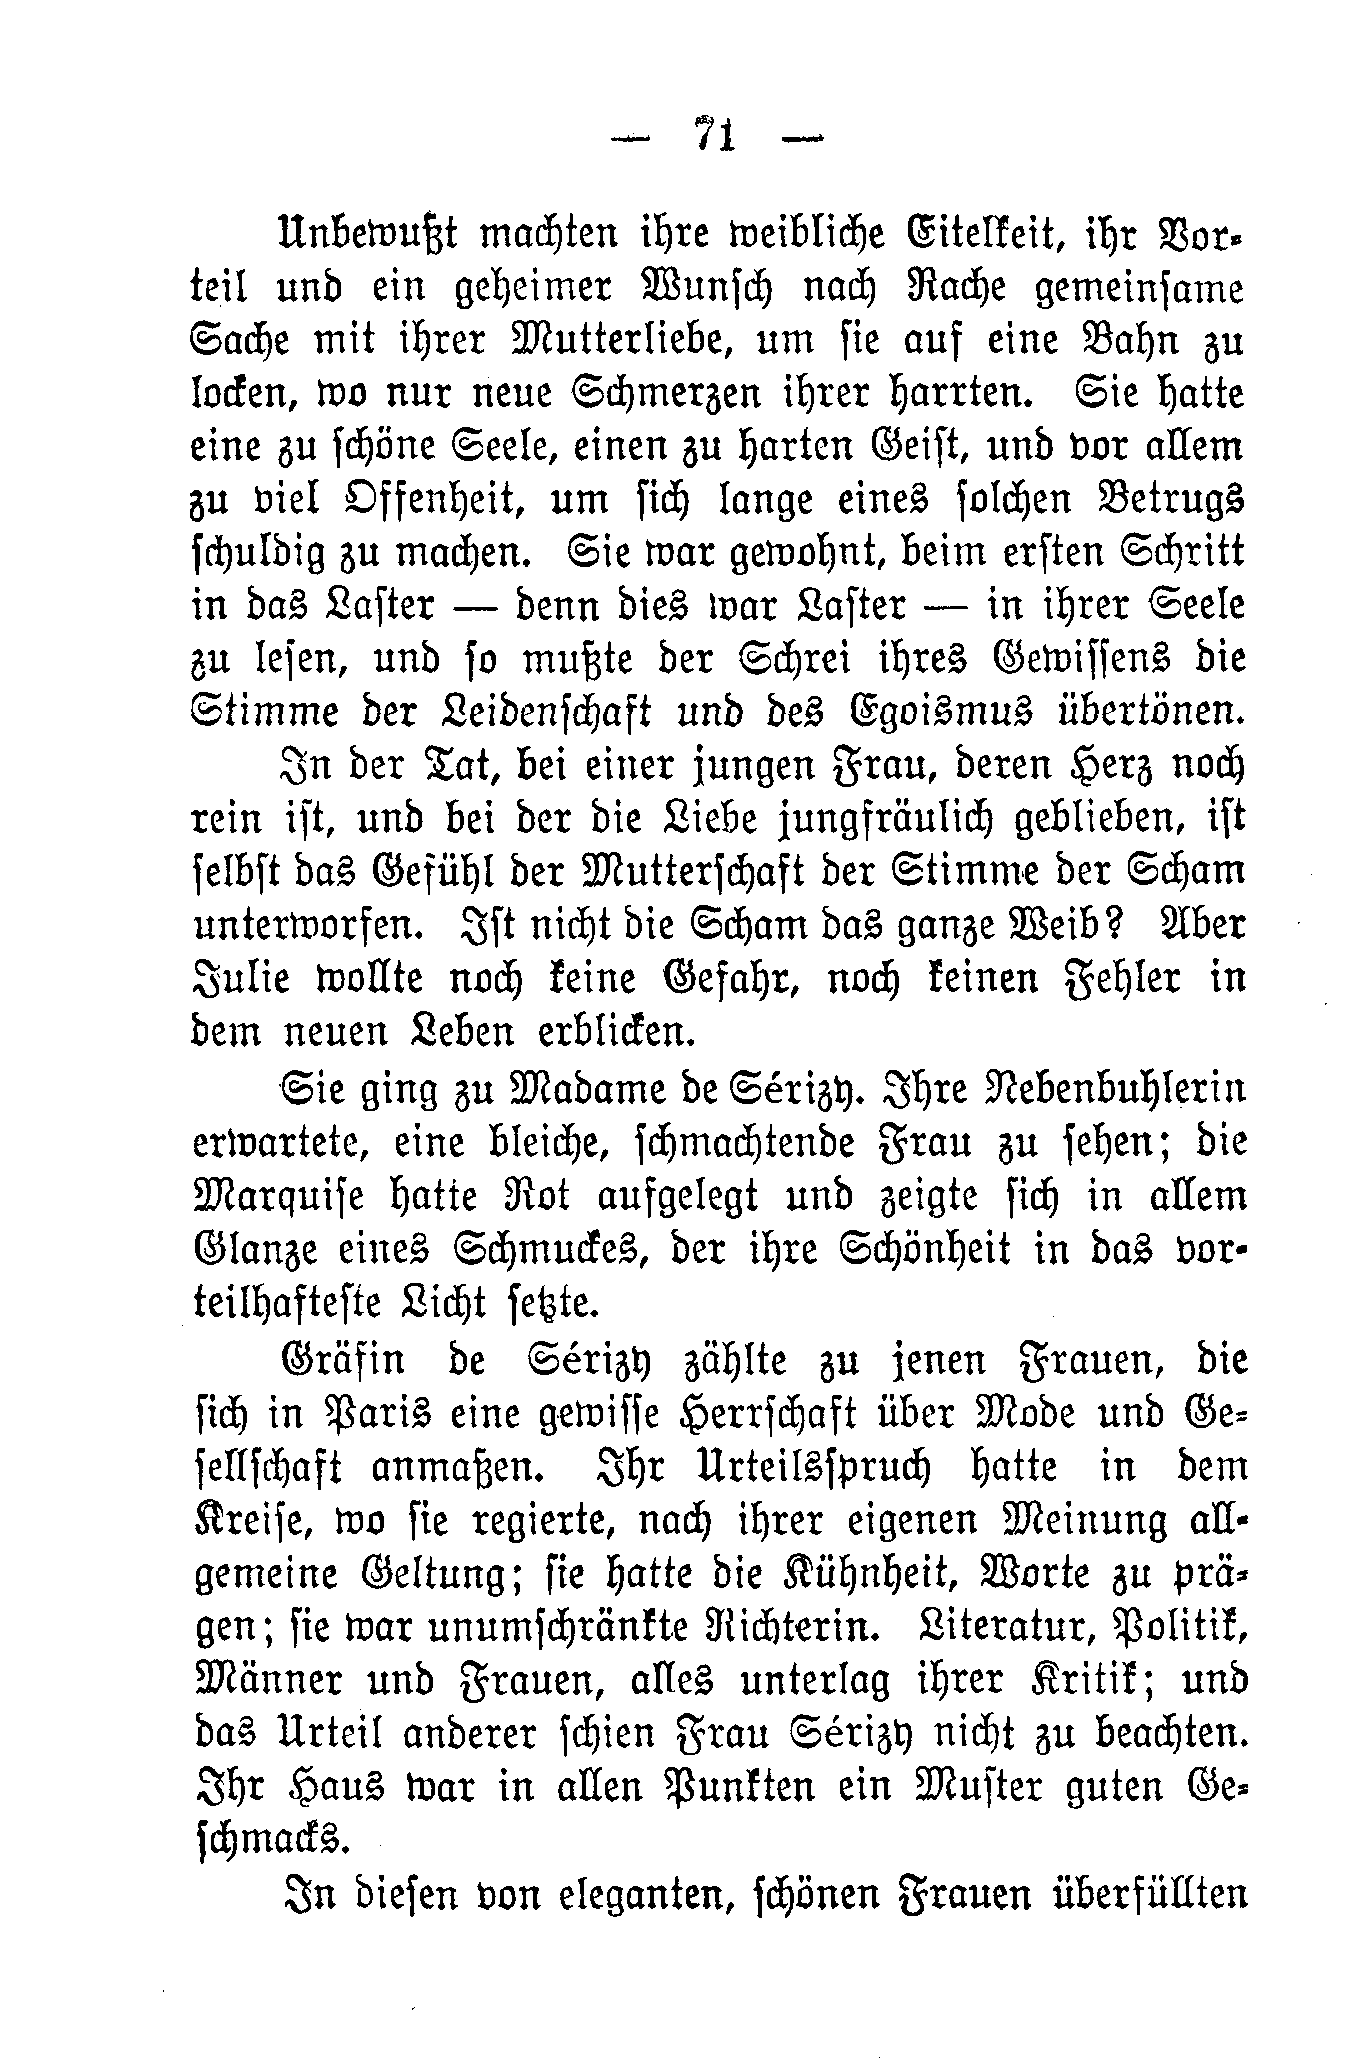 — 71 —
Unbewußt machten ihre weibliche Eitelkeit, ihr Vor-
teil und ein geheimer Wunsch nach Rache gemeinsame
Sache mit ihrer Mutterliebe, um sie auf eine Bahn zu
locken, wo nur neue Schmerzen ihrer harrten. Sie hatte
eine zu schöne Seele, einen zu harten Geist, und vor allem
zu viel Offenheit, um sich lange eines solchen Betrugs
schuldig zu machen. Sie war gewohnt, beim ersten Schritt
in das Laster — denn dies war Laster — in ihrer Seele
zu lesen, und so mußte der Schrei ihres Gewissens die
Stimme der Leidenschaft und des Egoismus übertönen.
In der Tat, bei einer jungen Frau, deren Herz noch
rein ist, und bei der die Liebe jungfräulich geblieben, ist
selbst das Gefühl der Mutterschaft der Stimme der Scham
unterworfen. Ist nicht die Scham das ganze Weib? Aber
Julie wollte noch keine Gefahr, noch keinen Fehler in
dem neuen Leben erblicken.
Sie ging zu Madame de Sérizy. Ihre Nebenbuhlerin
erwartete, eine bleiche, schmachtende Frau zu sehen; die
Marquise hatte Rot aufgelegt und zeigte sich in allem
Glanze eines Schmuckes, der ihre Schönheit in das vor-
teilhafteste Licht setzte.
Gräfin de Sérizy zählte zu jenen Frauen, die
sich in Paris eine gewisse Herrschaft über Mode und Ge-
sellschaft anmaßen. Ihr Urteilsspruch hatte in dem
Kreise, wo sie regierte, nach ihrer eigenen Meinung all-
gemeine Geltung; sie hatte die Kühnheit, Worte zu prä-
gen; sie war unumschränkte Richterin. Literatur, Politik,
Männer und Frauen, alles unterlag ihrer Kritik; und
das Urteil anderer schien Frau Sérizy nicht zu beachten.
Ihr Haus war in allen Punkten ein Muster guten Ge-
schmacks.
In diesen von eleganten, schönen Frauen überfüllten